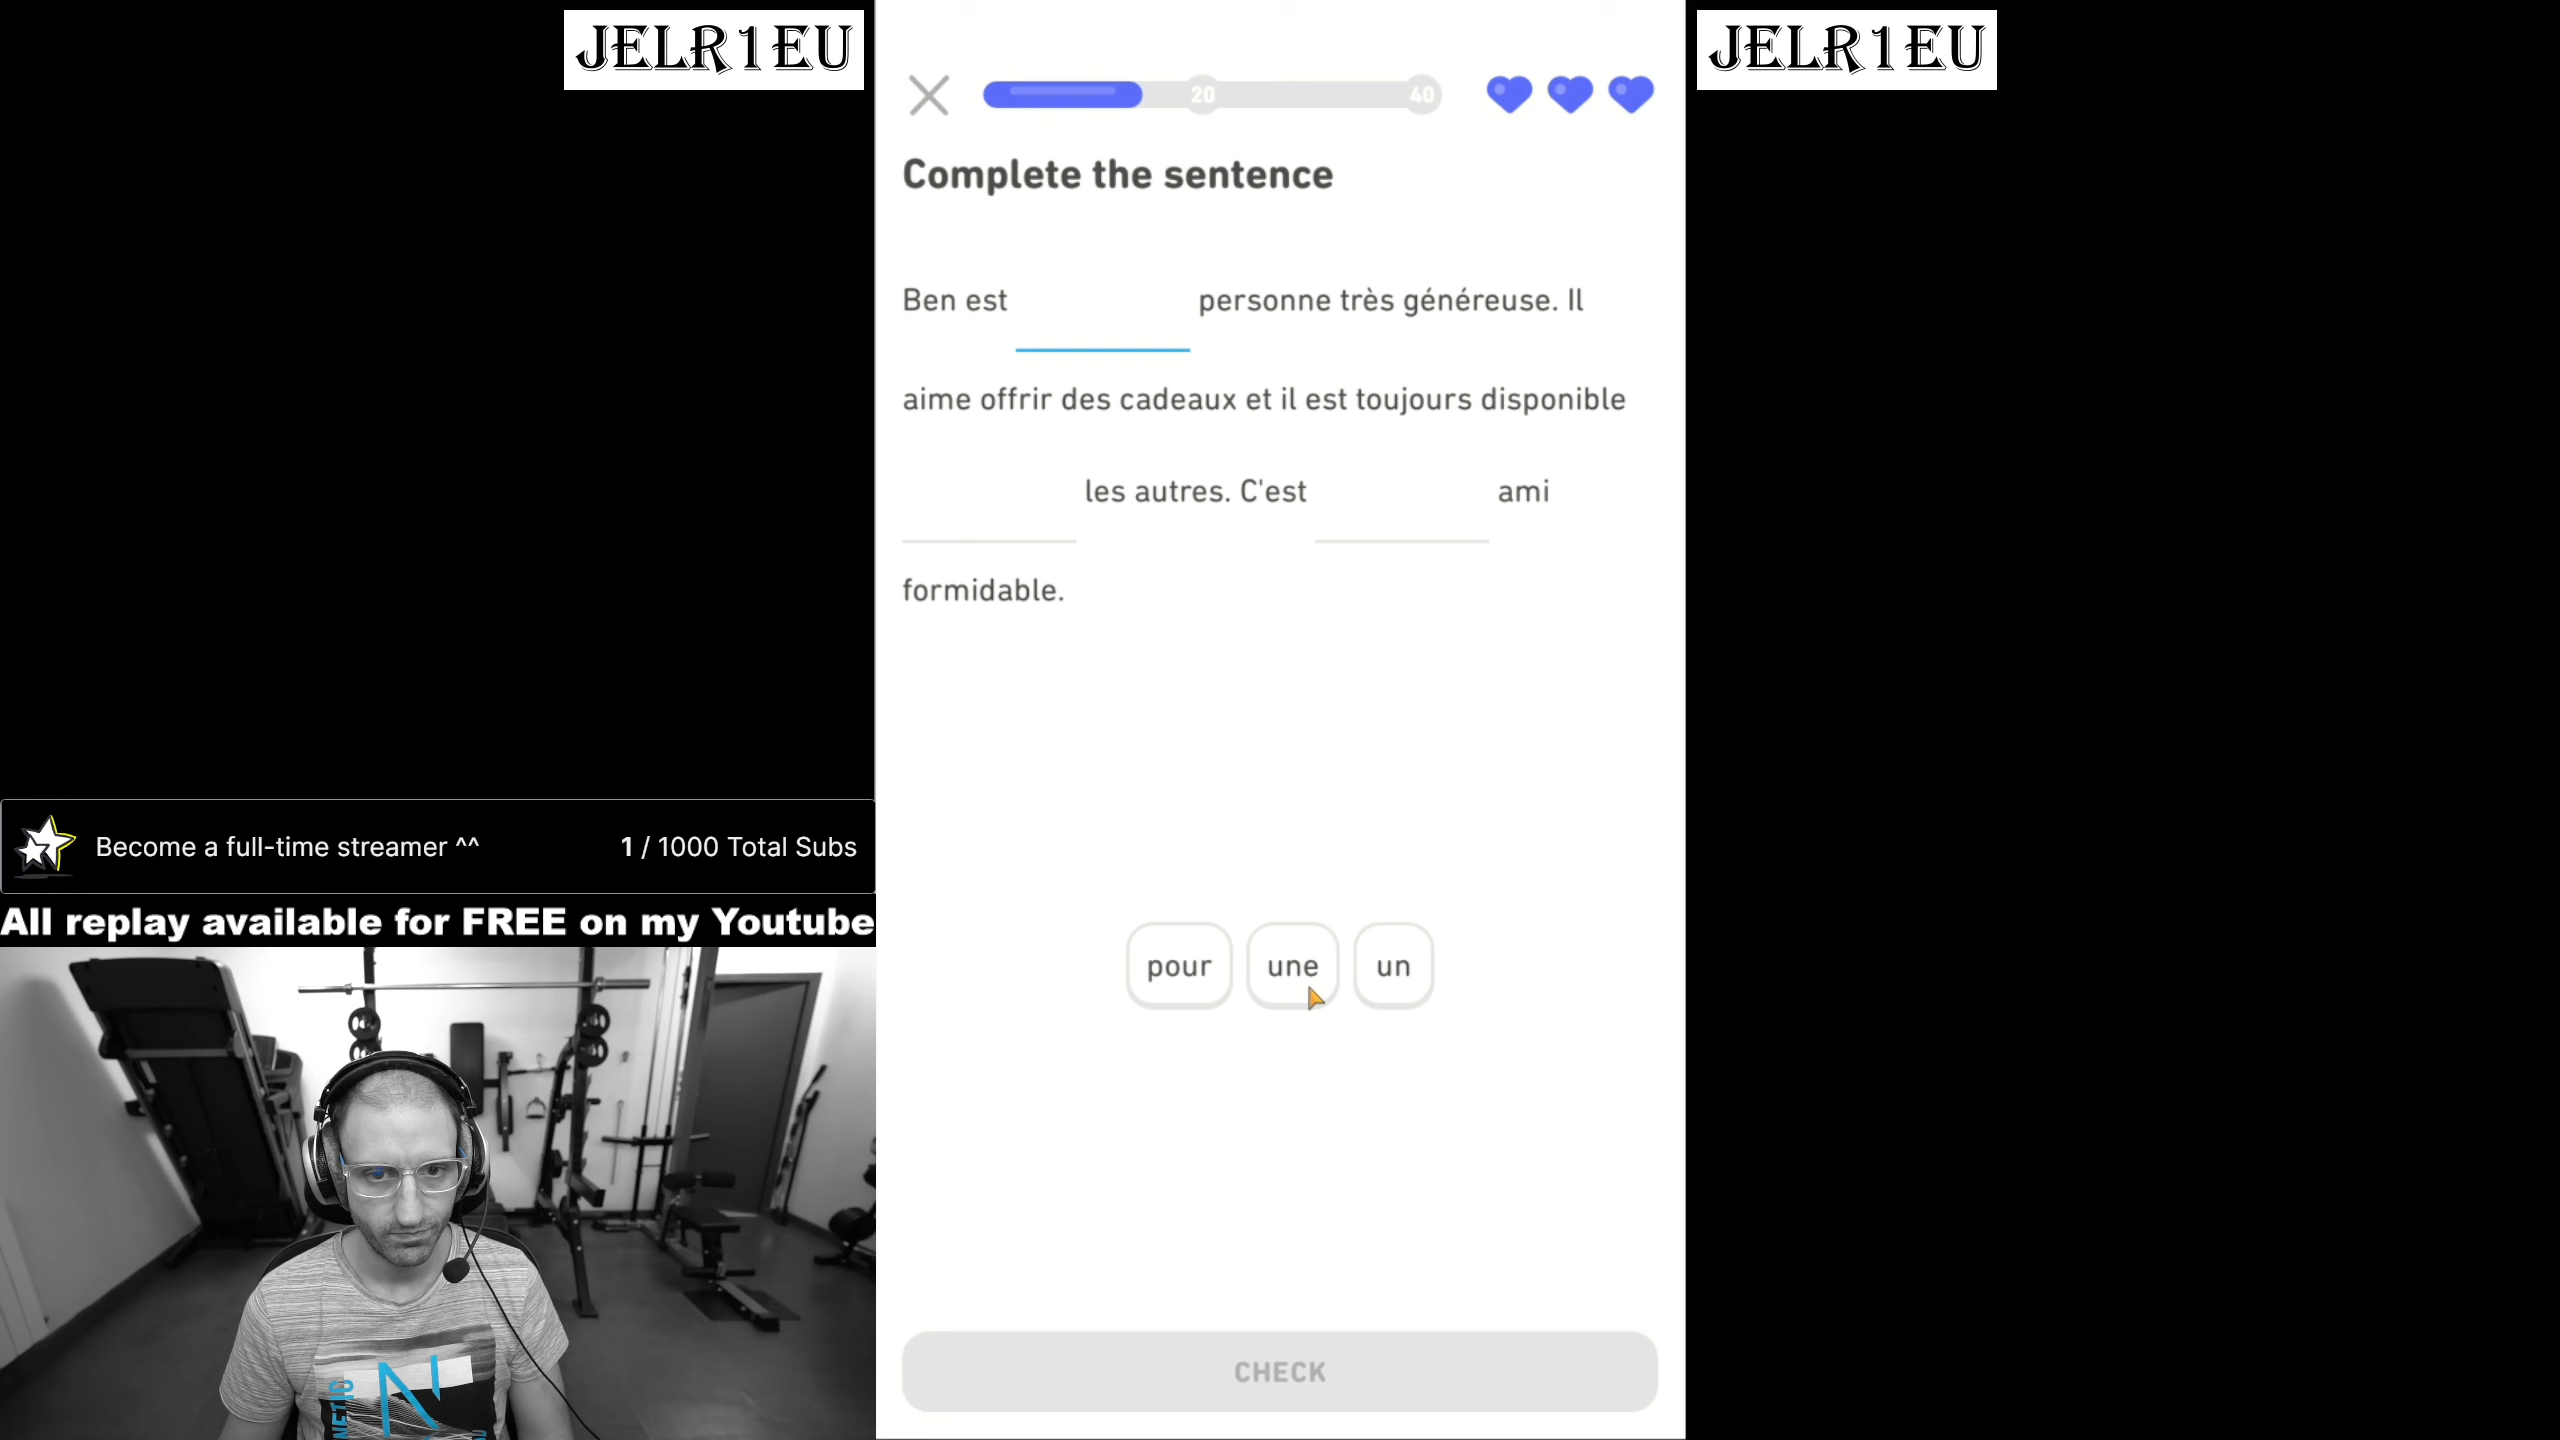 JELR1EU
JELR1EU
20
40
Complete the sentence
Ben est personne très généreuse. Il
aime offrir des cadeaux et il est toujours disponible
les autres. C'est ami
formidable.
Become a full-time streamer ^^ 1 / 1000 Total Subs
All replay available for FREE on my Youtube
pour une un
CHECK
N